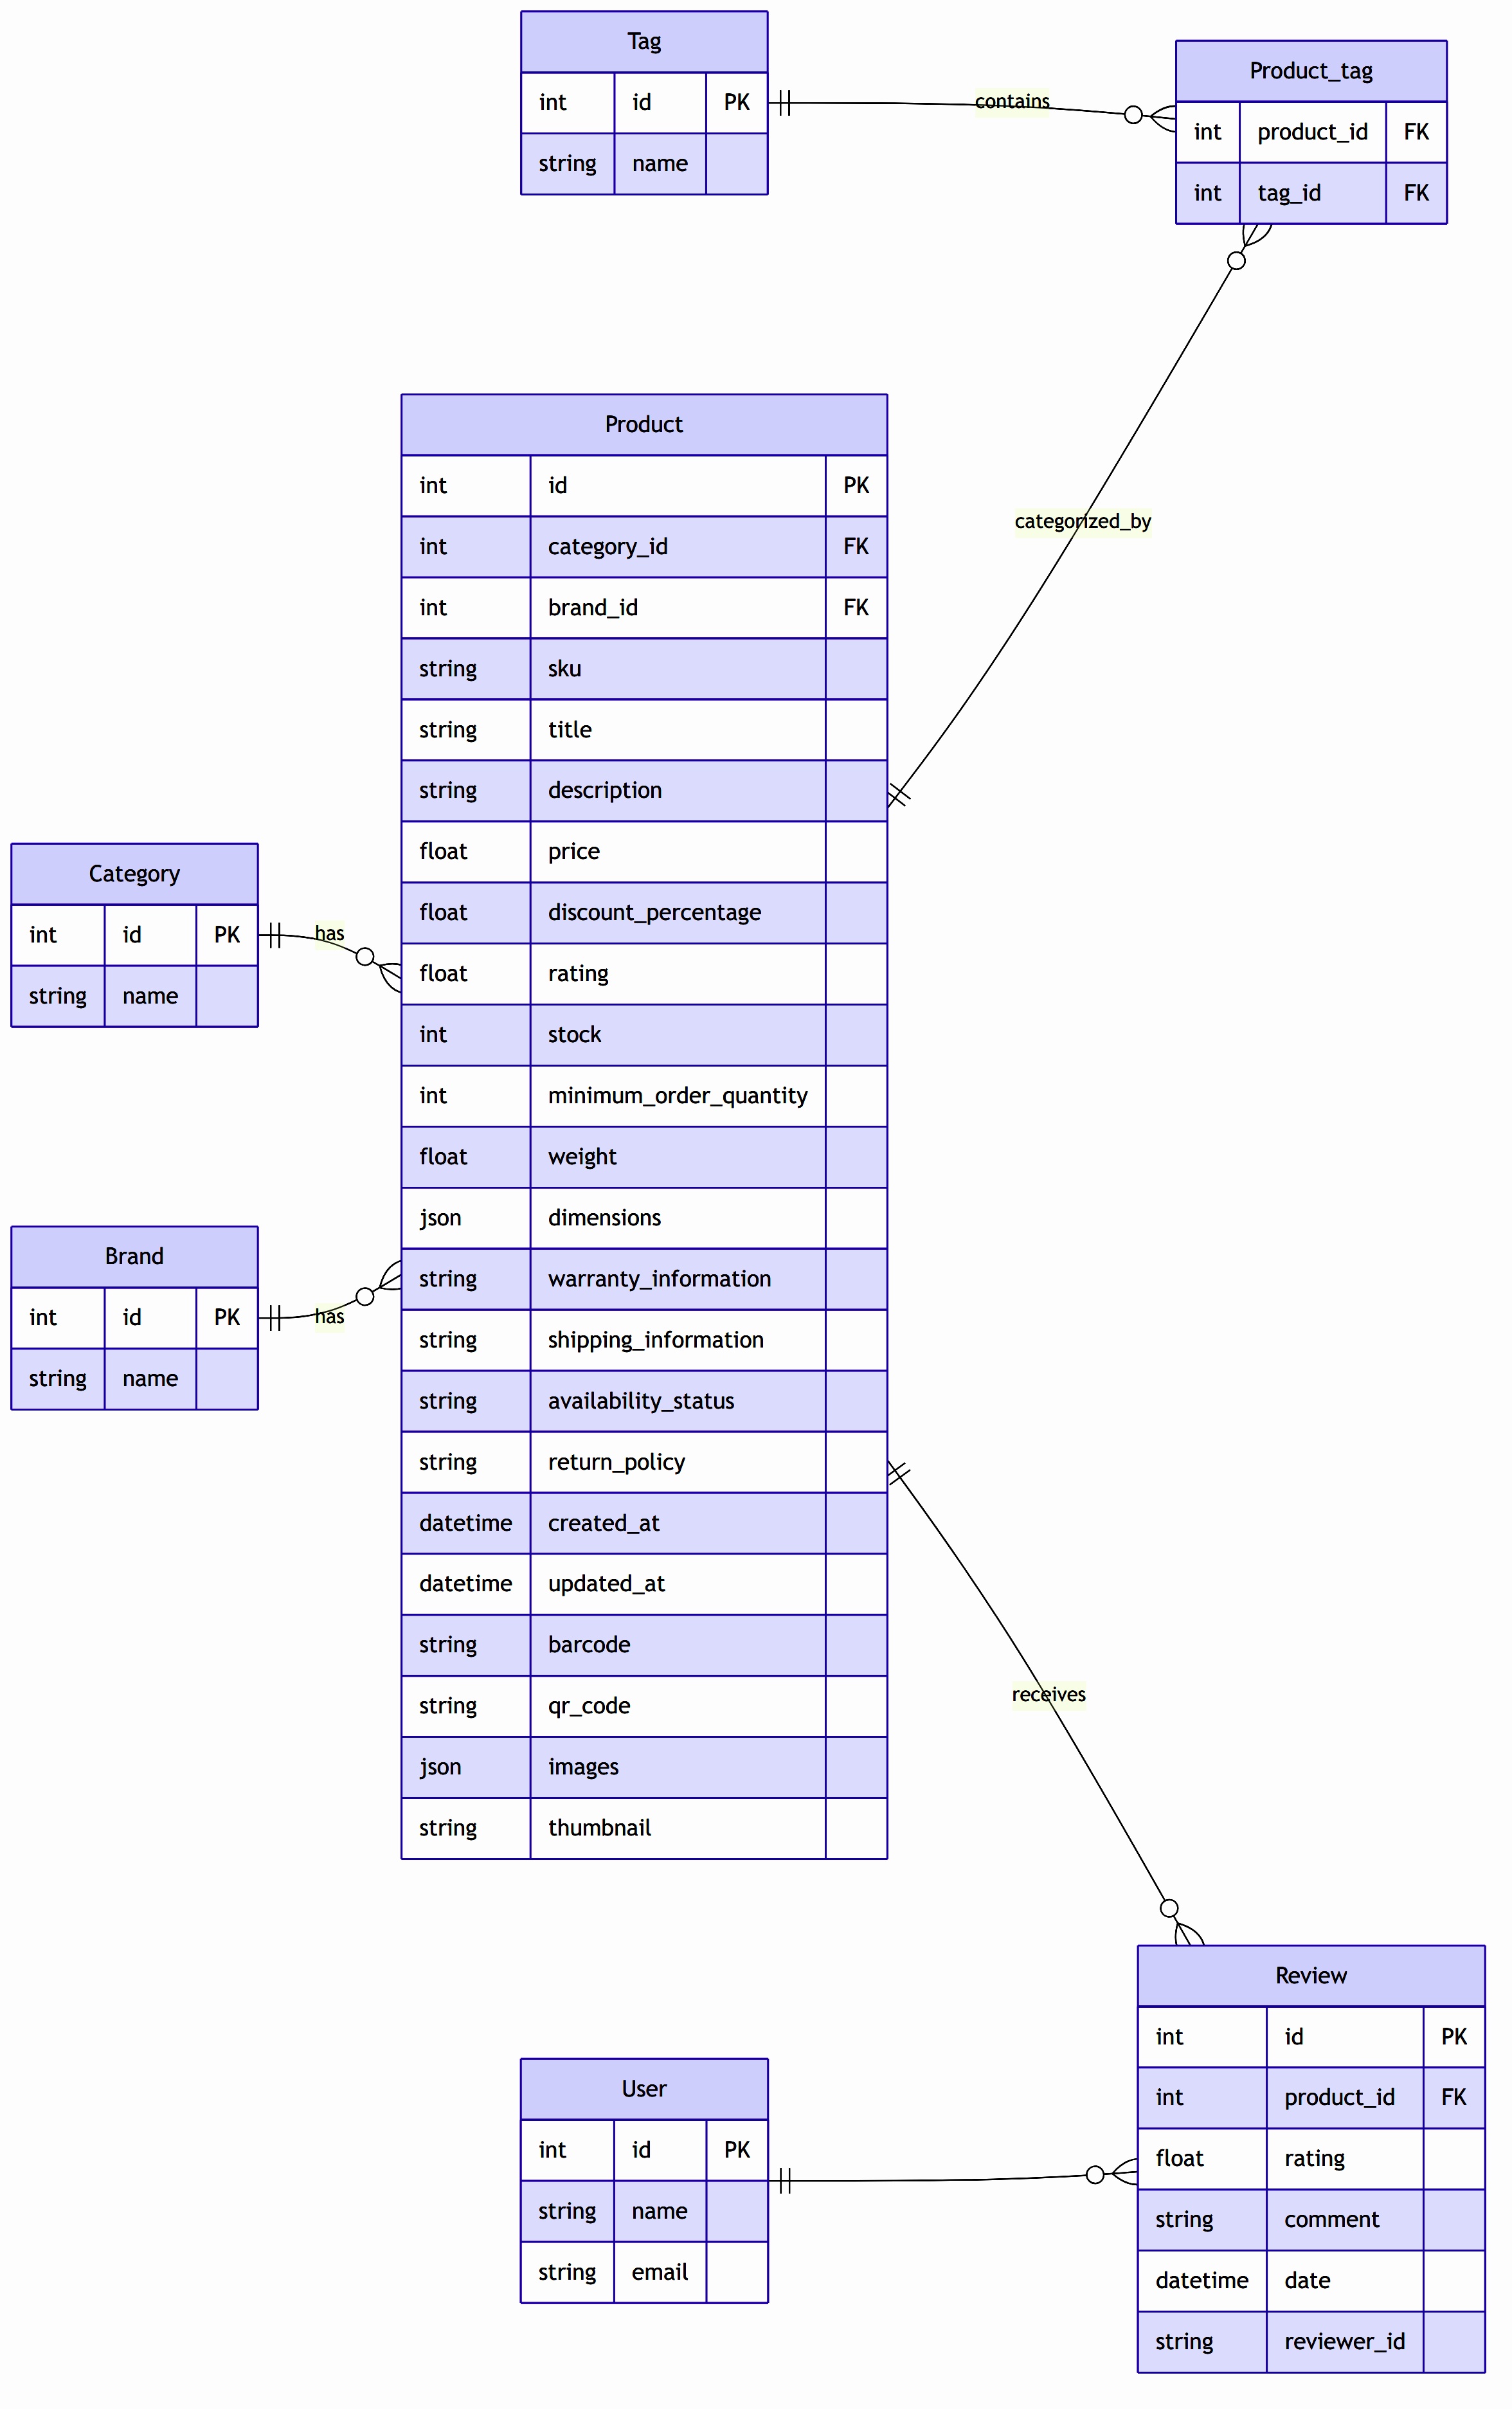 Tag
int id PK
string name
contains
Product_tag
int product_id FK
int tag_id FK
categorized_by
Product
int id PK
int category_id FK
int brand_id FK
string sku
string title
string description
float price
float discount_percentage
float rating
int stock
int minimum_order_quantity
float weight
json dimensions
string warranty_information
string shipping_information
string availability_status
string return_policy
datetime created_at
datetime updated_at
string barcode
string qr_code
json images
string thumbnail
Category
int id PK
string name
has
Brand
int id PK
string name
has
receives
User
int id PK
string name
string email
Review
int id PK
int product_id FK
float rating
string comment
datetime date
string reviewer_id